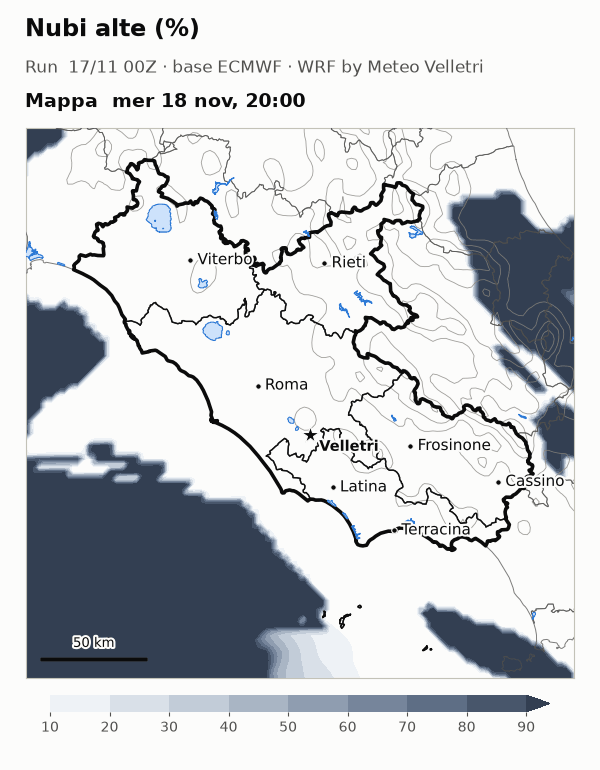 Nubi alte (%)
Run 17/11 00Z · base ECMWF · WRF by Meteo Velletri
Mappa mer 18 nov, 20:00
Viterbo
Rieti
Roma
Velletri
Frosinone
Latina
Cassino
Terracina
50 km
10 20 30 40 50 60 70 80 90